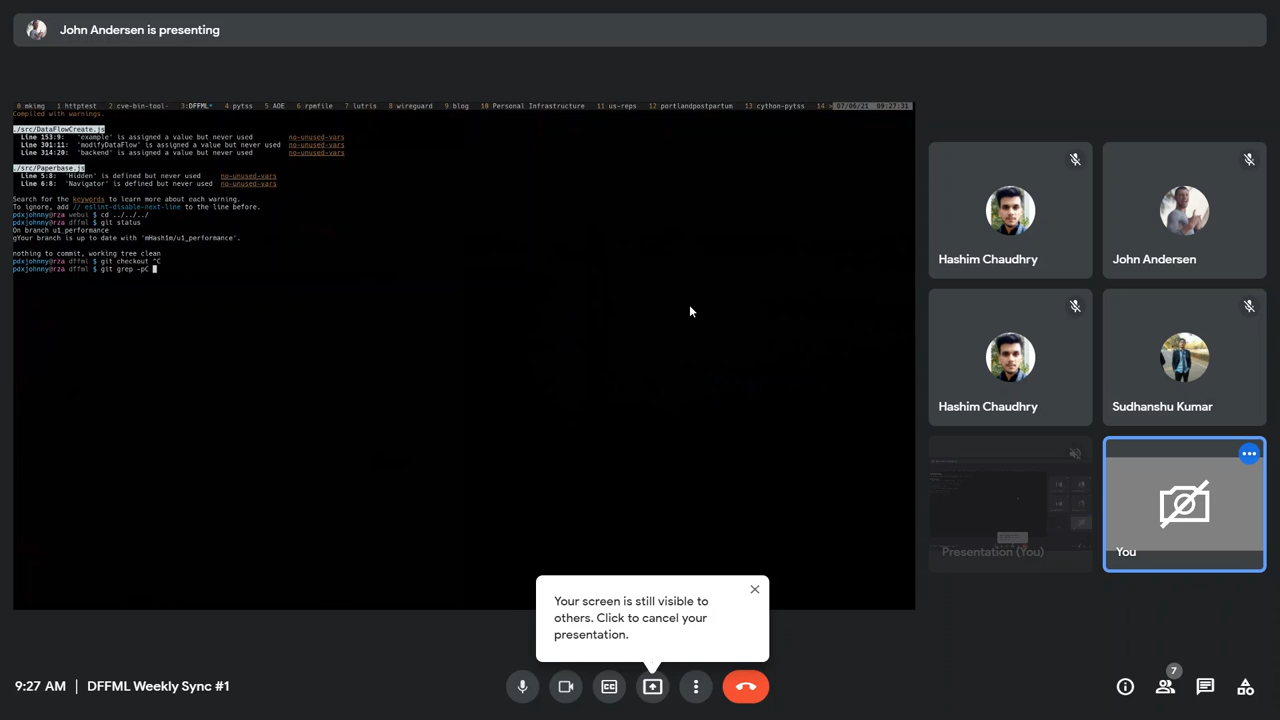 John Andersen is presenting
0 mkimg 1 httptest 2 cve-bin-tool- 3:DFFML* 4 pytss 5 AOE 6 rpmfile 7 lutris 8 wireguard 9 blog 10 Personal Infrastructure 11 us-reps 12 portlandpostpartum 13 cython-pytss 14 > 07/06/21 09:27:31
Compiled with warnings.
./src/DataFlowCreate.js
Line 153:9: 'example' is assigned a value but never used no-unused-vars
Line 301:11: 'modifyDataFlow' is assigned a value but never used no-unused-vars
Line 314:20: 'backend' is assigned a value but never used no-unused-vars
./src/Paperbase.js
Line 5:8: 'Hidden' is defined but never used no-unused-vars
Line 6:8: 'Navigator' is defined but never used no-unused-vars
Search for the keywords to learn more about each warning.
To ignore, add // eslint-disable-next-line to the line before.
pdxjohnny@rza webui $ cd ../../../
pdxjohnny@rza dffml $ git status
On branch u1_performance
gYour branch is up to date with 'mHash1m/u1_performance'.
nothing to commit, working tree clean
pdxjohnny@rza dffml $ git checkout ^C
pdxjohnny@rza dffml $ git grep -pC
Hashim Chaudhry
John Andersen
Hashim Chaudhry
Sudhanshu Kumar
Presentation (You)
You
Your screen is still visible to
others. Click to cancel your
presentation.
9:27 AM | DFFML Weekly Sync #1
7